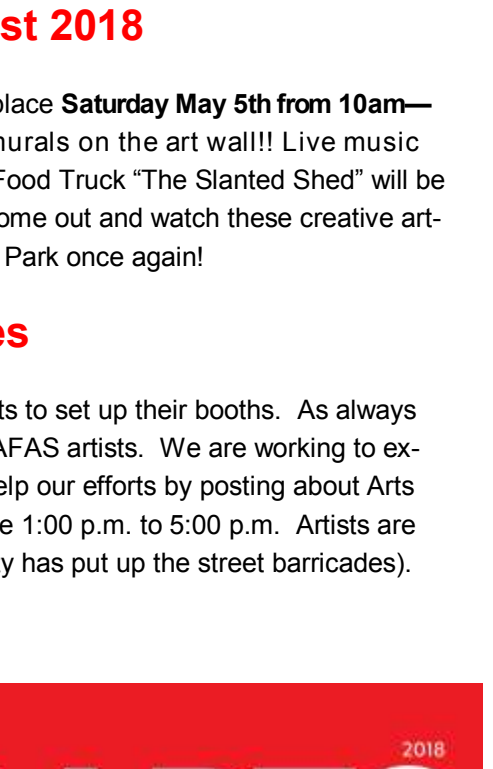 st 2018
place Saturday May 5th from 10am—
murals on the art wall!! Live music
Food Truck “The Slanted Shed” will be
ome out and watch these creative art-
Park once again!
es
ts to set up their booths.  As always
AFAS artists.  We are working to ex-
elp our efforts by posting about Arts
e 1:00 p.m. to 5:00 p.m.  Artists are
y has put up the street barricades).
2018